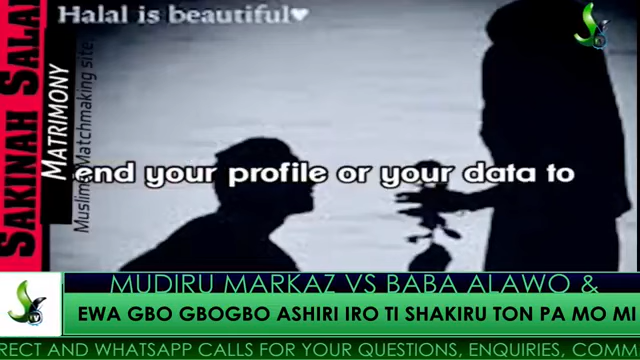 Halal is beautiful♥
SAKINAH SALA
MATRIMONY
Muslims Matchmaking site
end your profile or your data to
MUDIRU MARKAZ VS BABA ALAWO &
EWA GBO GBOGBO ASHIRI IRO TI SHAKIRU TON PA MO MI
RECT AND WHATSAPP CALLS FOR YOUR QUESTIONS, ENQUIRIES, COMM